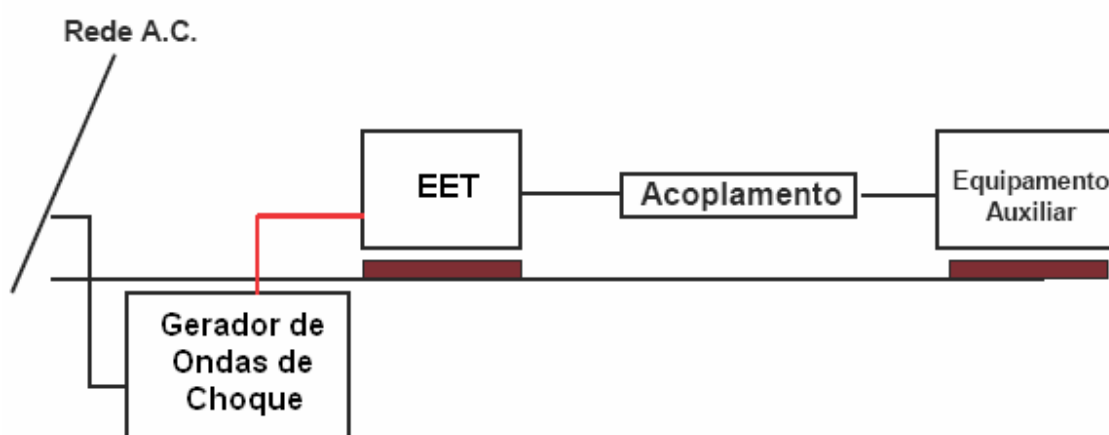 Rede A.C.
EET
Acoplamento
Equipamento
Auxiliar
Gerador de
Ondas de
Choque